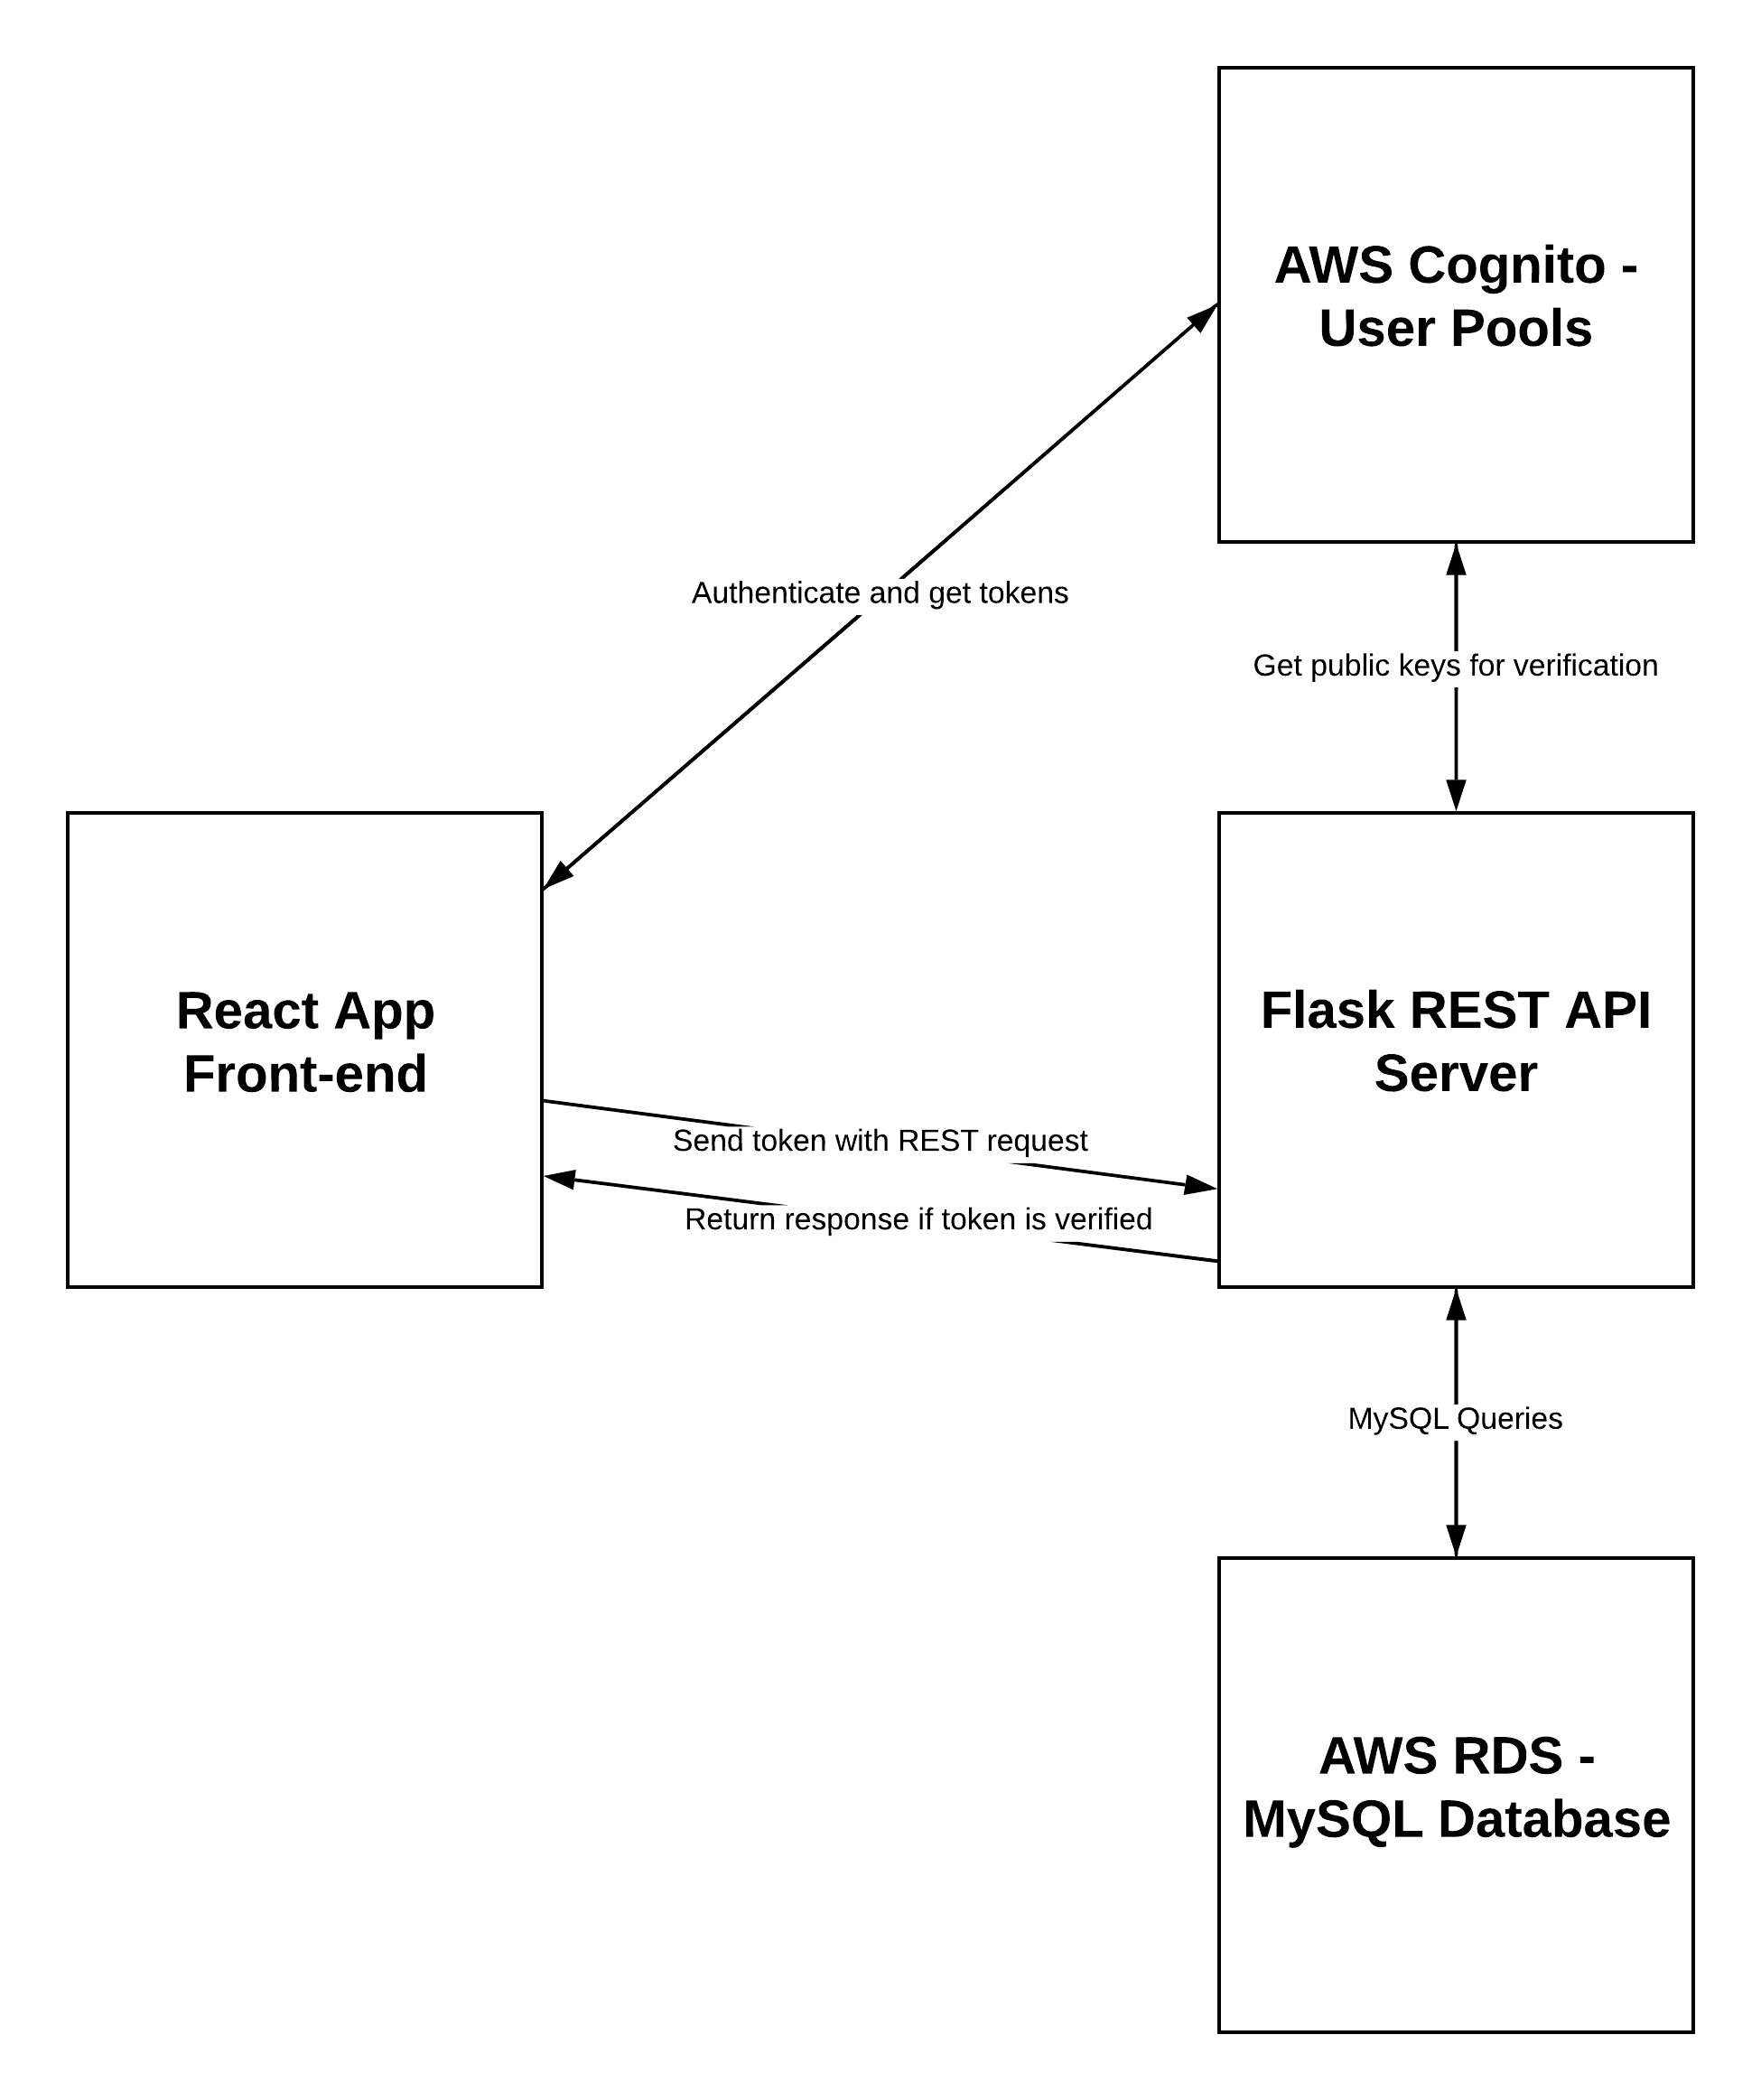 AWS Cognito -
User Pools
Authenticate and get tokens
Get public keys for verification
React App
Front-end
Flask REST API
Server
Send token with REST request
Return response if token is verified
MySQL Queries
AWS RDS -
MySQL Database